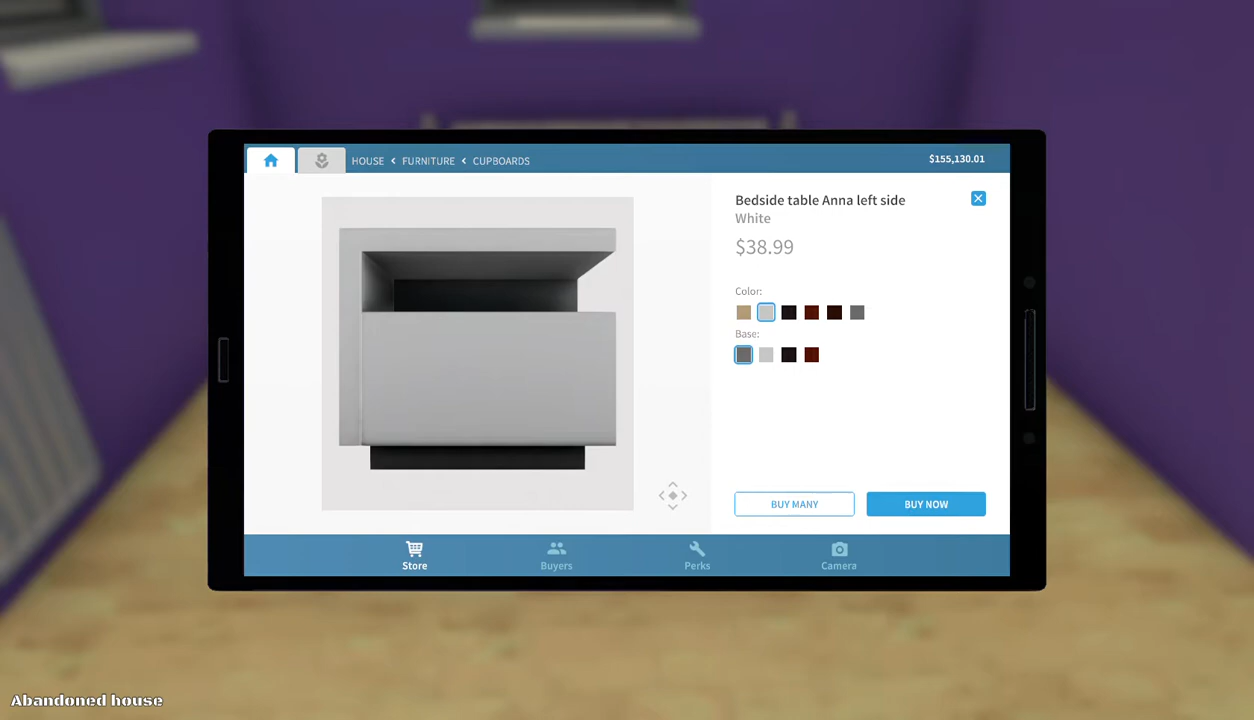 HOUSE < FURNITURE < CUPBOARDS
$155,130.01
Bedside table Anna left side
White
$38.99
Color:
Base:
BUY MANY
BUY NOW
Store
Buyers
Perks
Camera
Abandoned house